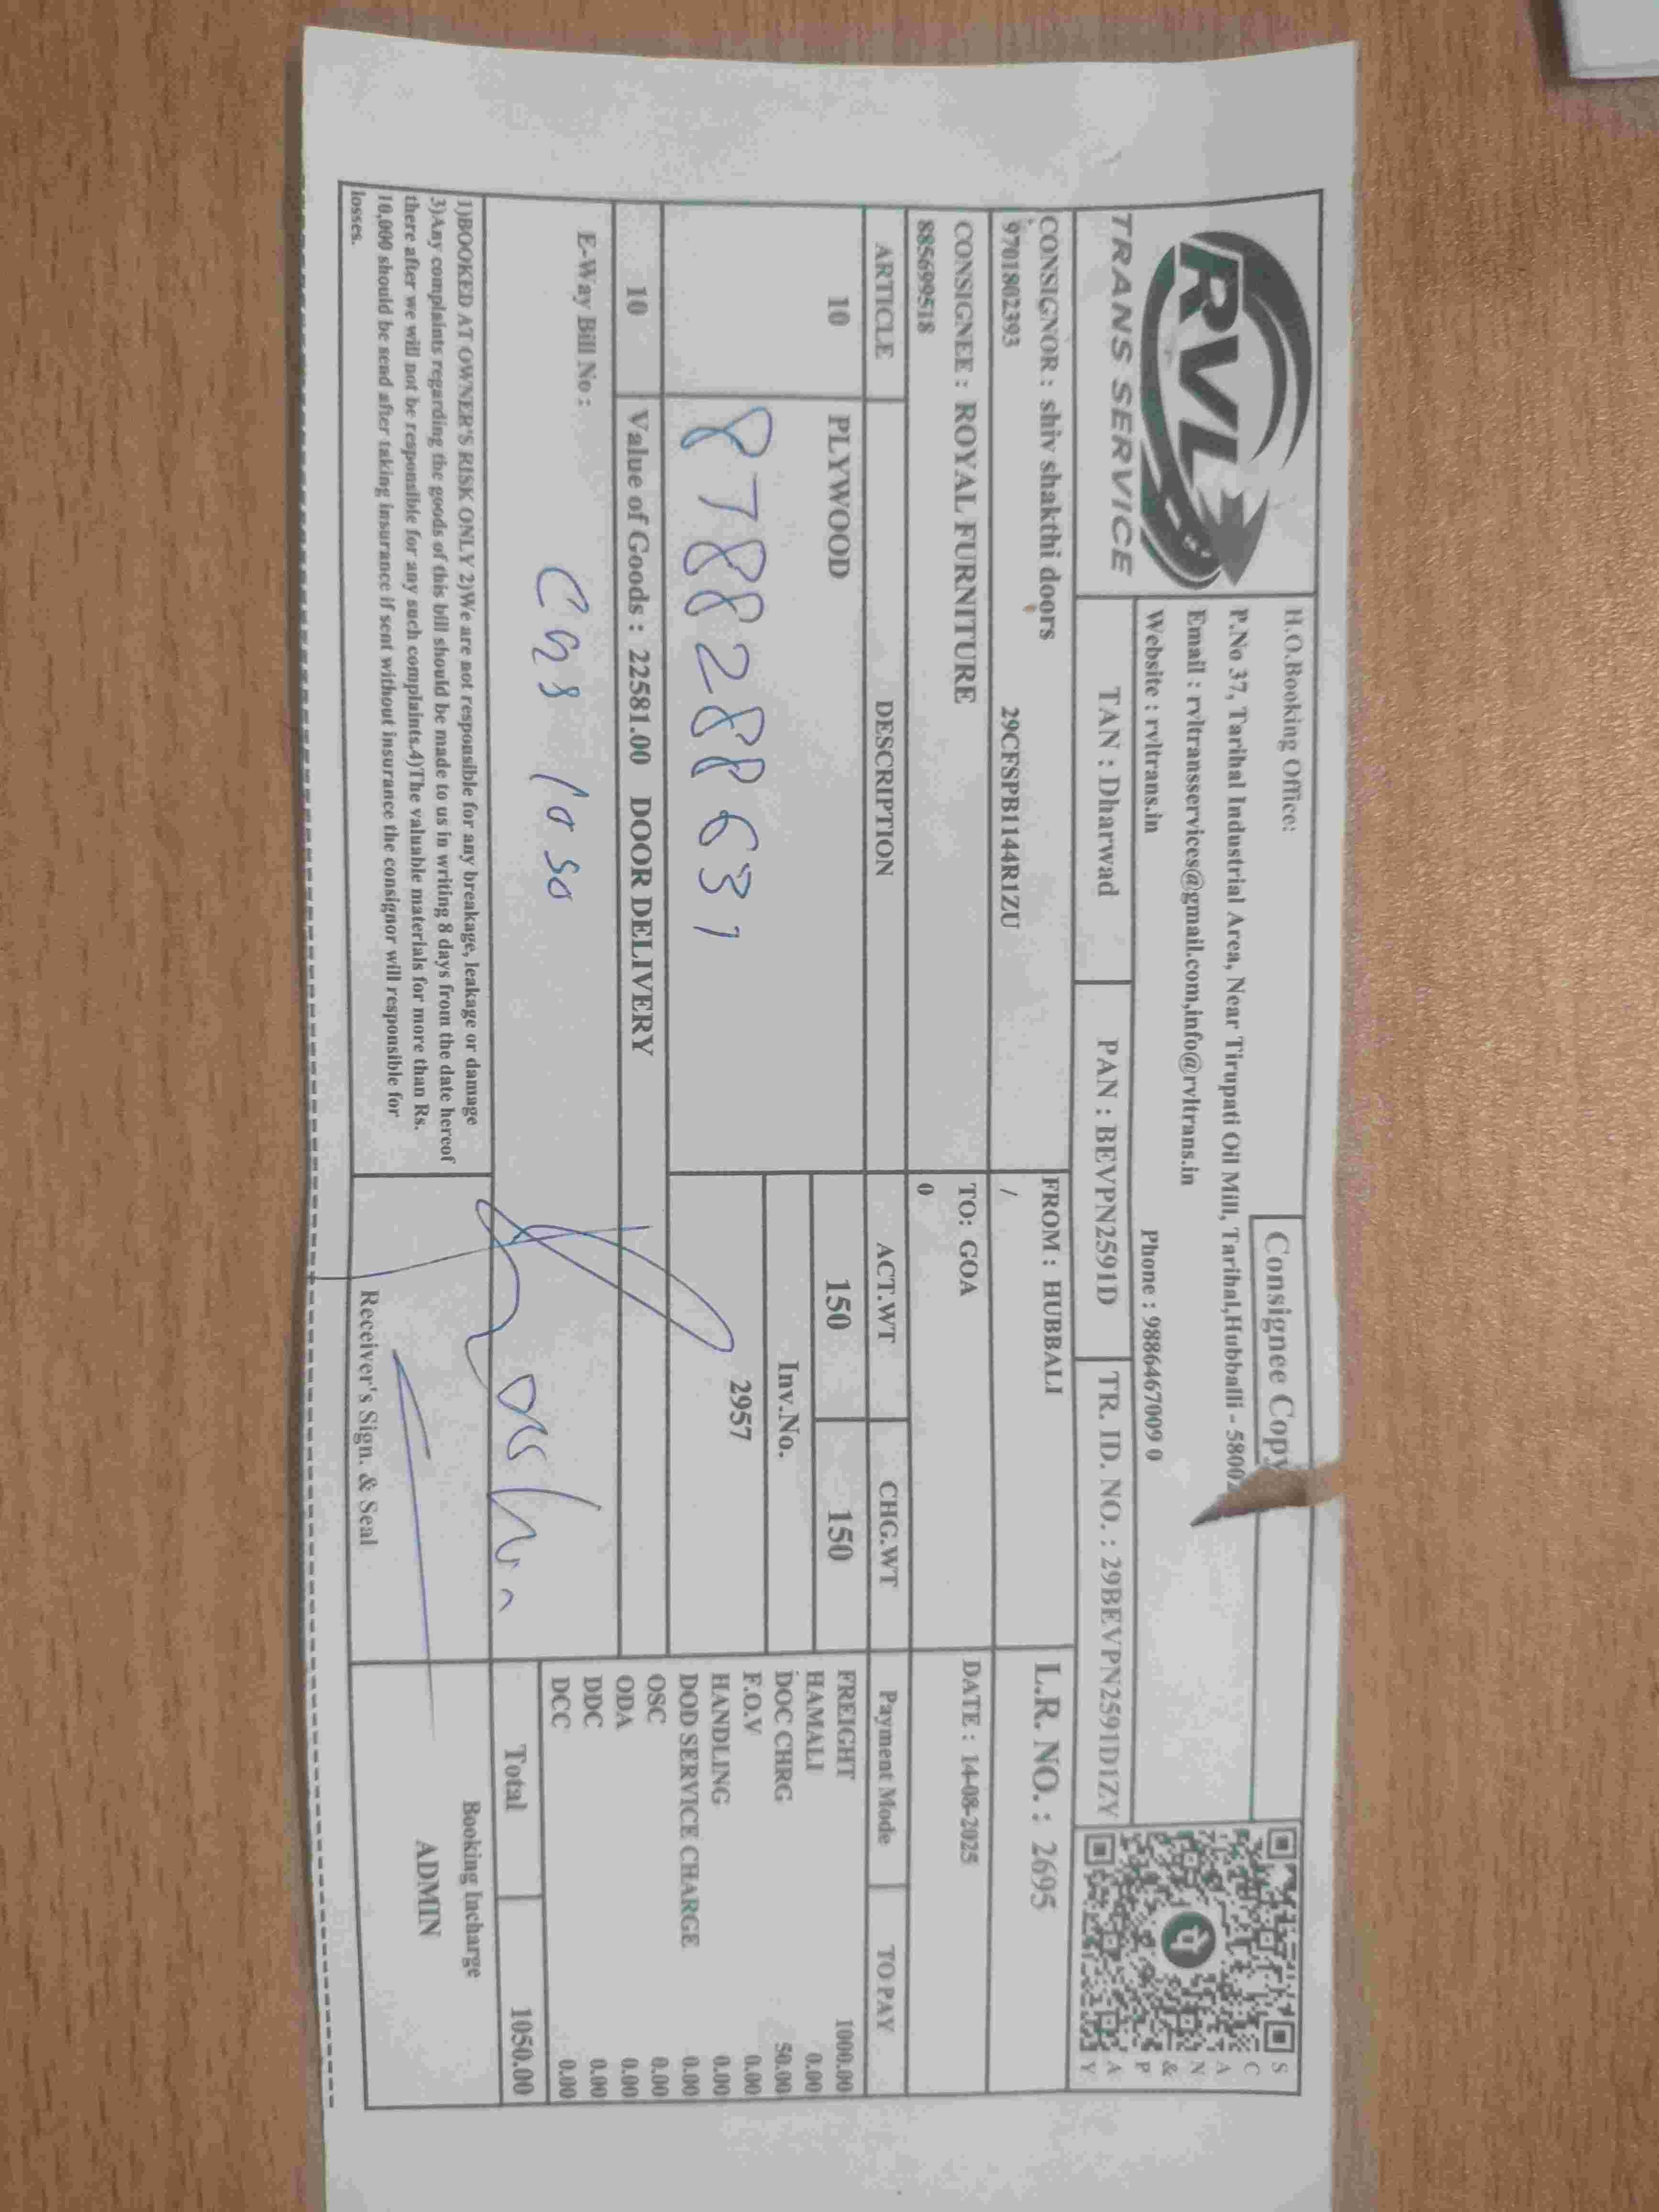 RVL
TRANS SERVICE
H.O.Booking Office:
Consignee Copy
P.No 37, Tarihal Industrial Area, Near Tirupati Oil Mill, Tarihal,Hubballi - 5800
Email : rvltransservices@gmail.com,info@rvltrans.in
Website : rvltrans.in Phone : 9886467009 0
SCAN & PAY
TAN : Dharwad PAN : BEVPN2591D TR. ID. NO. : 29BEVPN2591D1ZY
CONSIGNOR : shiv shakthi doors FROM : HUBBALI L.R. NO. : 2695
9701802393 29CFSPB1144R1ZU /
CONSIGNEE : ROYAL FURNITURE TO: GOA DATE : 14-08-2025
885699518 0
ARTICLE DESCRIPTION ACT.WT CHG.WT Payment Mode TO PAY
10 PLYWOOD 150 150 FREIGHT 1000.00
HAMALI 0.00
Inv.No. DOC CHRG 50.00
2957 F.O.V 0.00
8788288631 HANDLING 0.00
DOD SERVICE CHARGE 0.00
OSC 0.00
10 Value of Goods : 22581.00 DOOR DELIVERY ODA 0.00
E-Way Bill No : DDC 0.00
DCC 0.00
1050
Total 1050.00
1)BOOKED AT OWNER'S RISK ONLY 2)We are not responsible for any breakage, leakage or damage
3)Any complaints regarding the goods of this bill should be made to us in writing 8 days from the date hereof
there after we will not be responsible for any such complaints.4)The valuable materials for more than Rs.
10,000 should be send after taking insurance if sent without insurance the consignor will responsible for
losses.
Receiver's Sign. & Seal
Booking Incharge
ADMIN